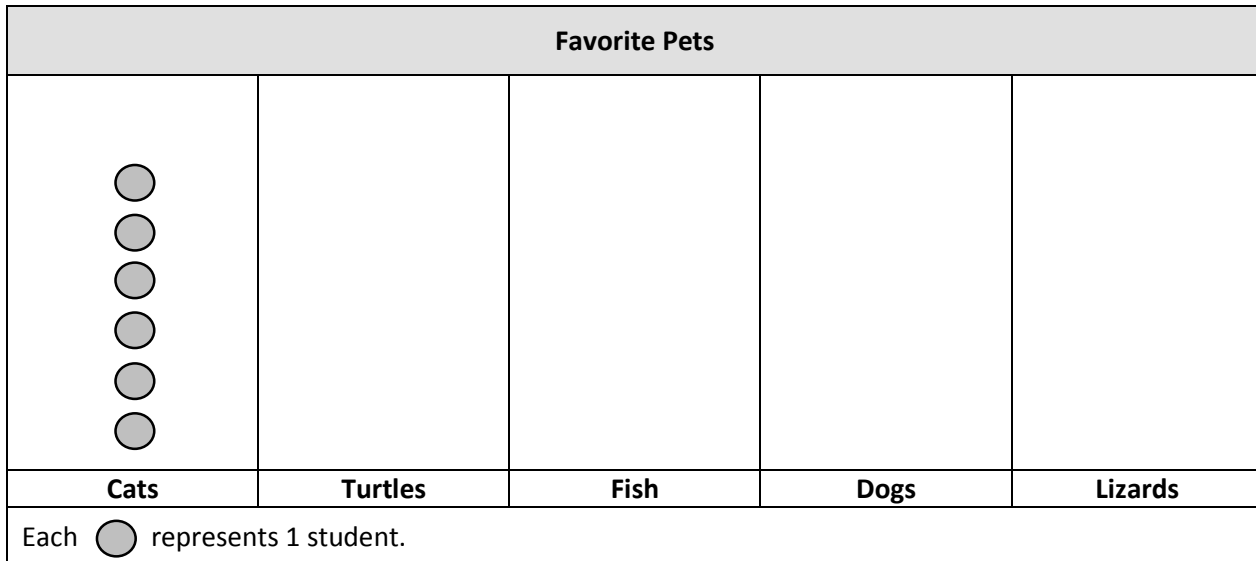 Favorite Pets
Cats Turtles Fish Dogs Lizards
Each represents 1 student.